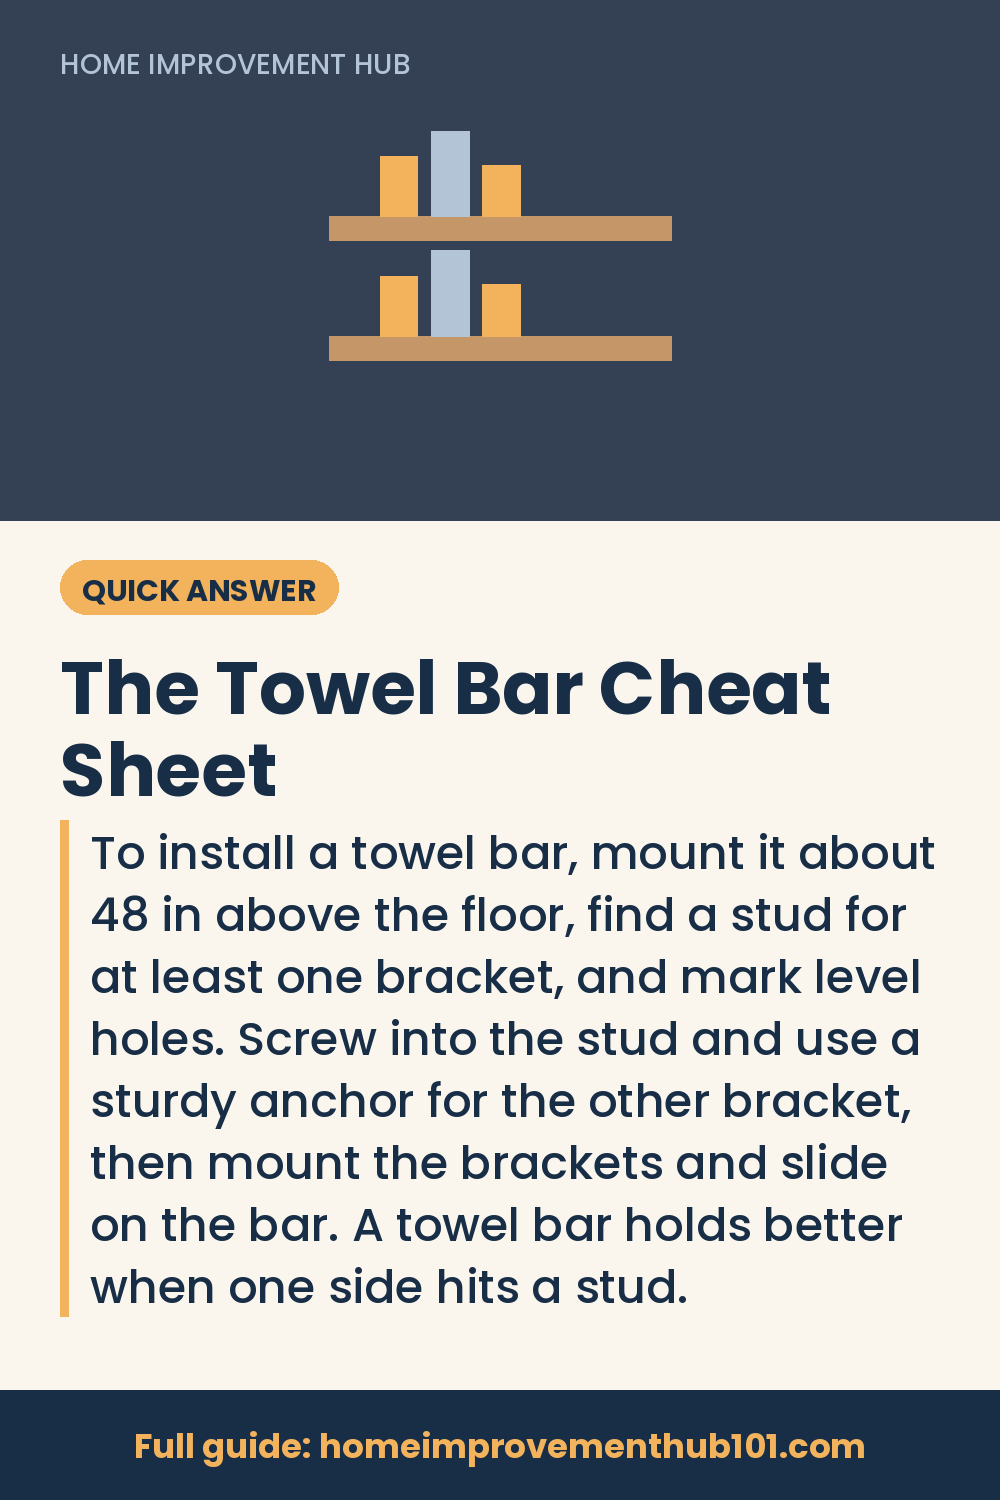 HOME IMPROVEMENT HUB
QUICK ANSWER
The Towel Bar Cheat
Sheet
To install a towel bar, mount it about
48 in above the floor, find a stud for
at least one bracket, and mark level
holes. Screw into the stud and use a
sturdy anchor for the other bracket,
then mount the brackets and slide
on the bar. A towel bar holds better
when one side hits a stud.
Full guide: homeimprovementhub101.com